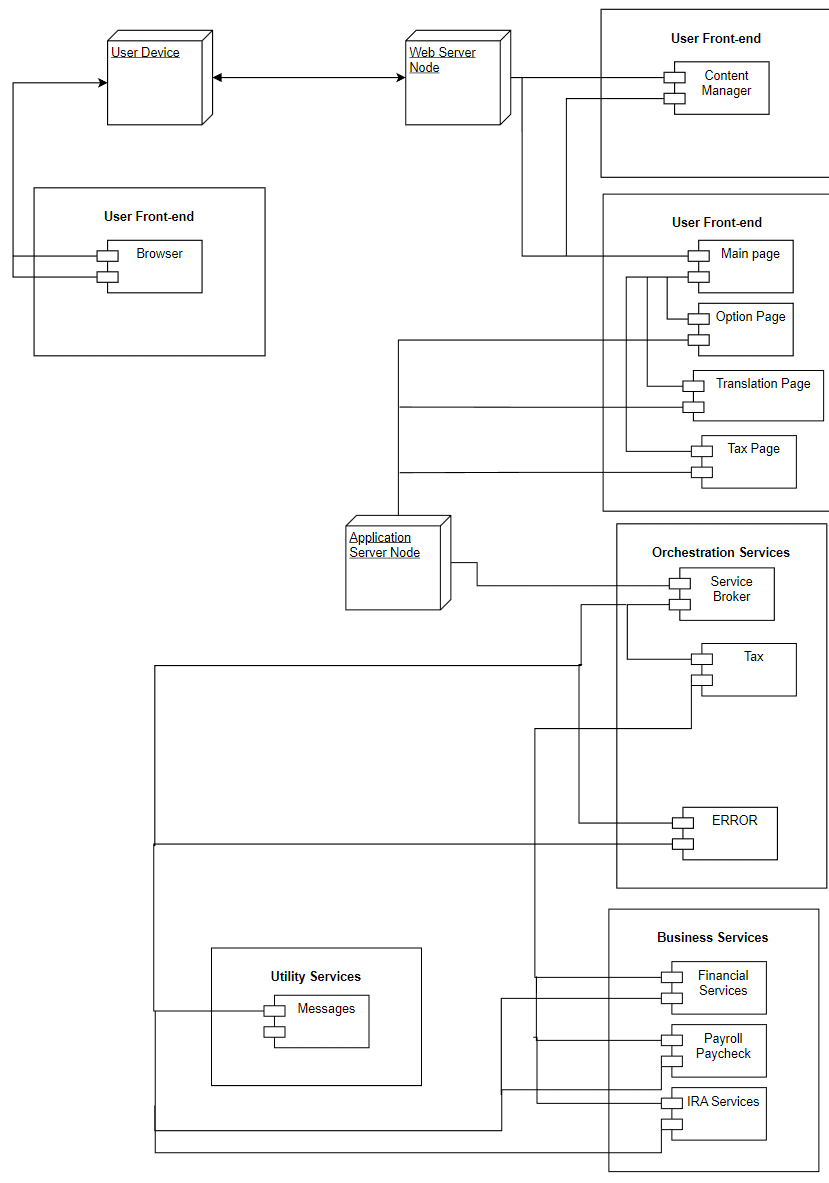 User Device
Web Server
Node
User Front-end
Content
Manager
User Front-end
Browser
User Front-end
Main page
Option Page
Translation Page
Tax Page
Application
Server Node
Orchestration Services
Service
Broker
Tax
ERROR
Utility Services
Messages
Business Services
Financial
Services
Payroll
Paycheck
IRA Services